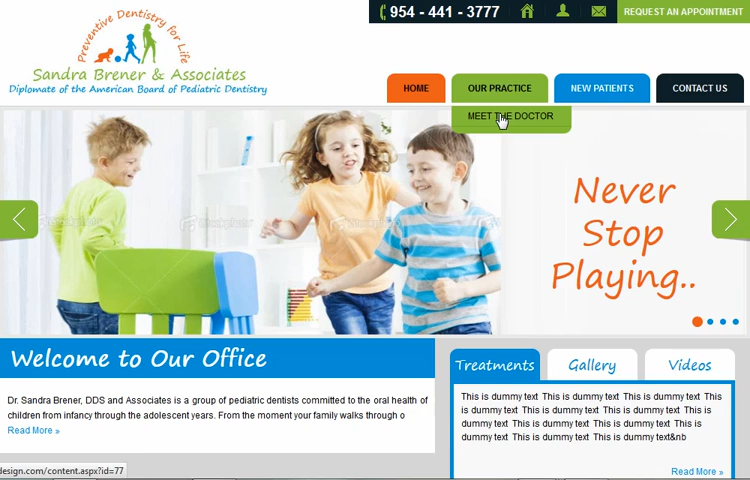 Preventive Dentistry for Life
Sandra Brener & Associates
Diplomate of the American Board of Pediatric Dentistry
954 - 441 - 3777
REQUEST AN APPOINTMENT
HOME
OUR PRACTICE
NEW PATIENTS
CONTACT US
MEET THE DOCTOR
iStockphoto
Never
Stop
Playing..
Welcome to Our Office
Dr. Sandra Brener, DDS and Associates is a group of pediatric dentists committed to the oral health of
children from infancy through the adolescent years. From the moment your family walks through o
Read More »
Treatments
Gallery
Videos
This is dummy text This is dummy text This is dummy text This
is dummy text This is dummy text This is dummy text This is
dummy text This is dummy text This is dummy text This is
dummy text This is dummy text This is dummy text&nb
Read More »
design.com/content.aspx?id=77